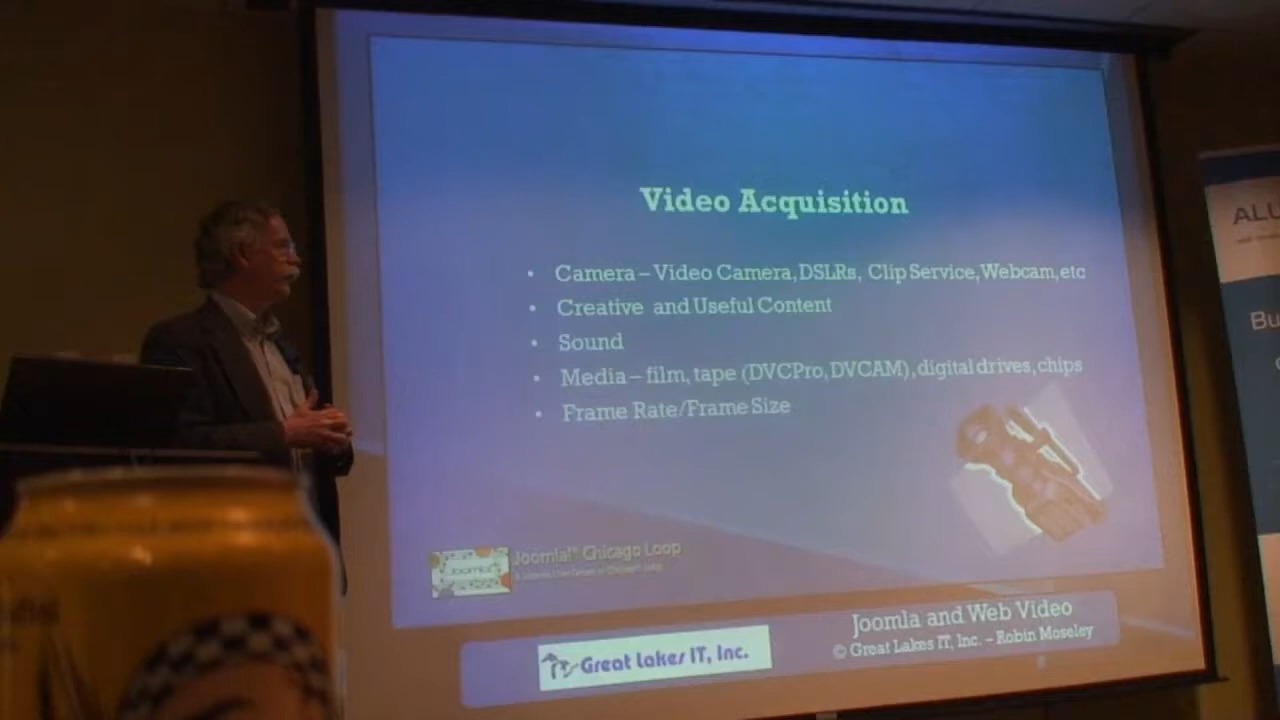 Video Acquisition
• Camera – Video Camera, DSLRs, Clip Service, Webcam, etc
• Creative and Useful Content
• Sound
• Media – film, tape (DVCPro, DVCAM), digital drives, chips
• Frame Rate/Frame Size
Joomla!
Joomla!® Chicago Loop
Joomla and Web Video
Great Lakes IT, Inc.
© Great Lakes IT, Inc. – Robin Moseley
ALU
Bu